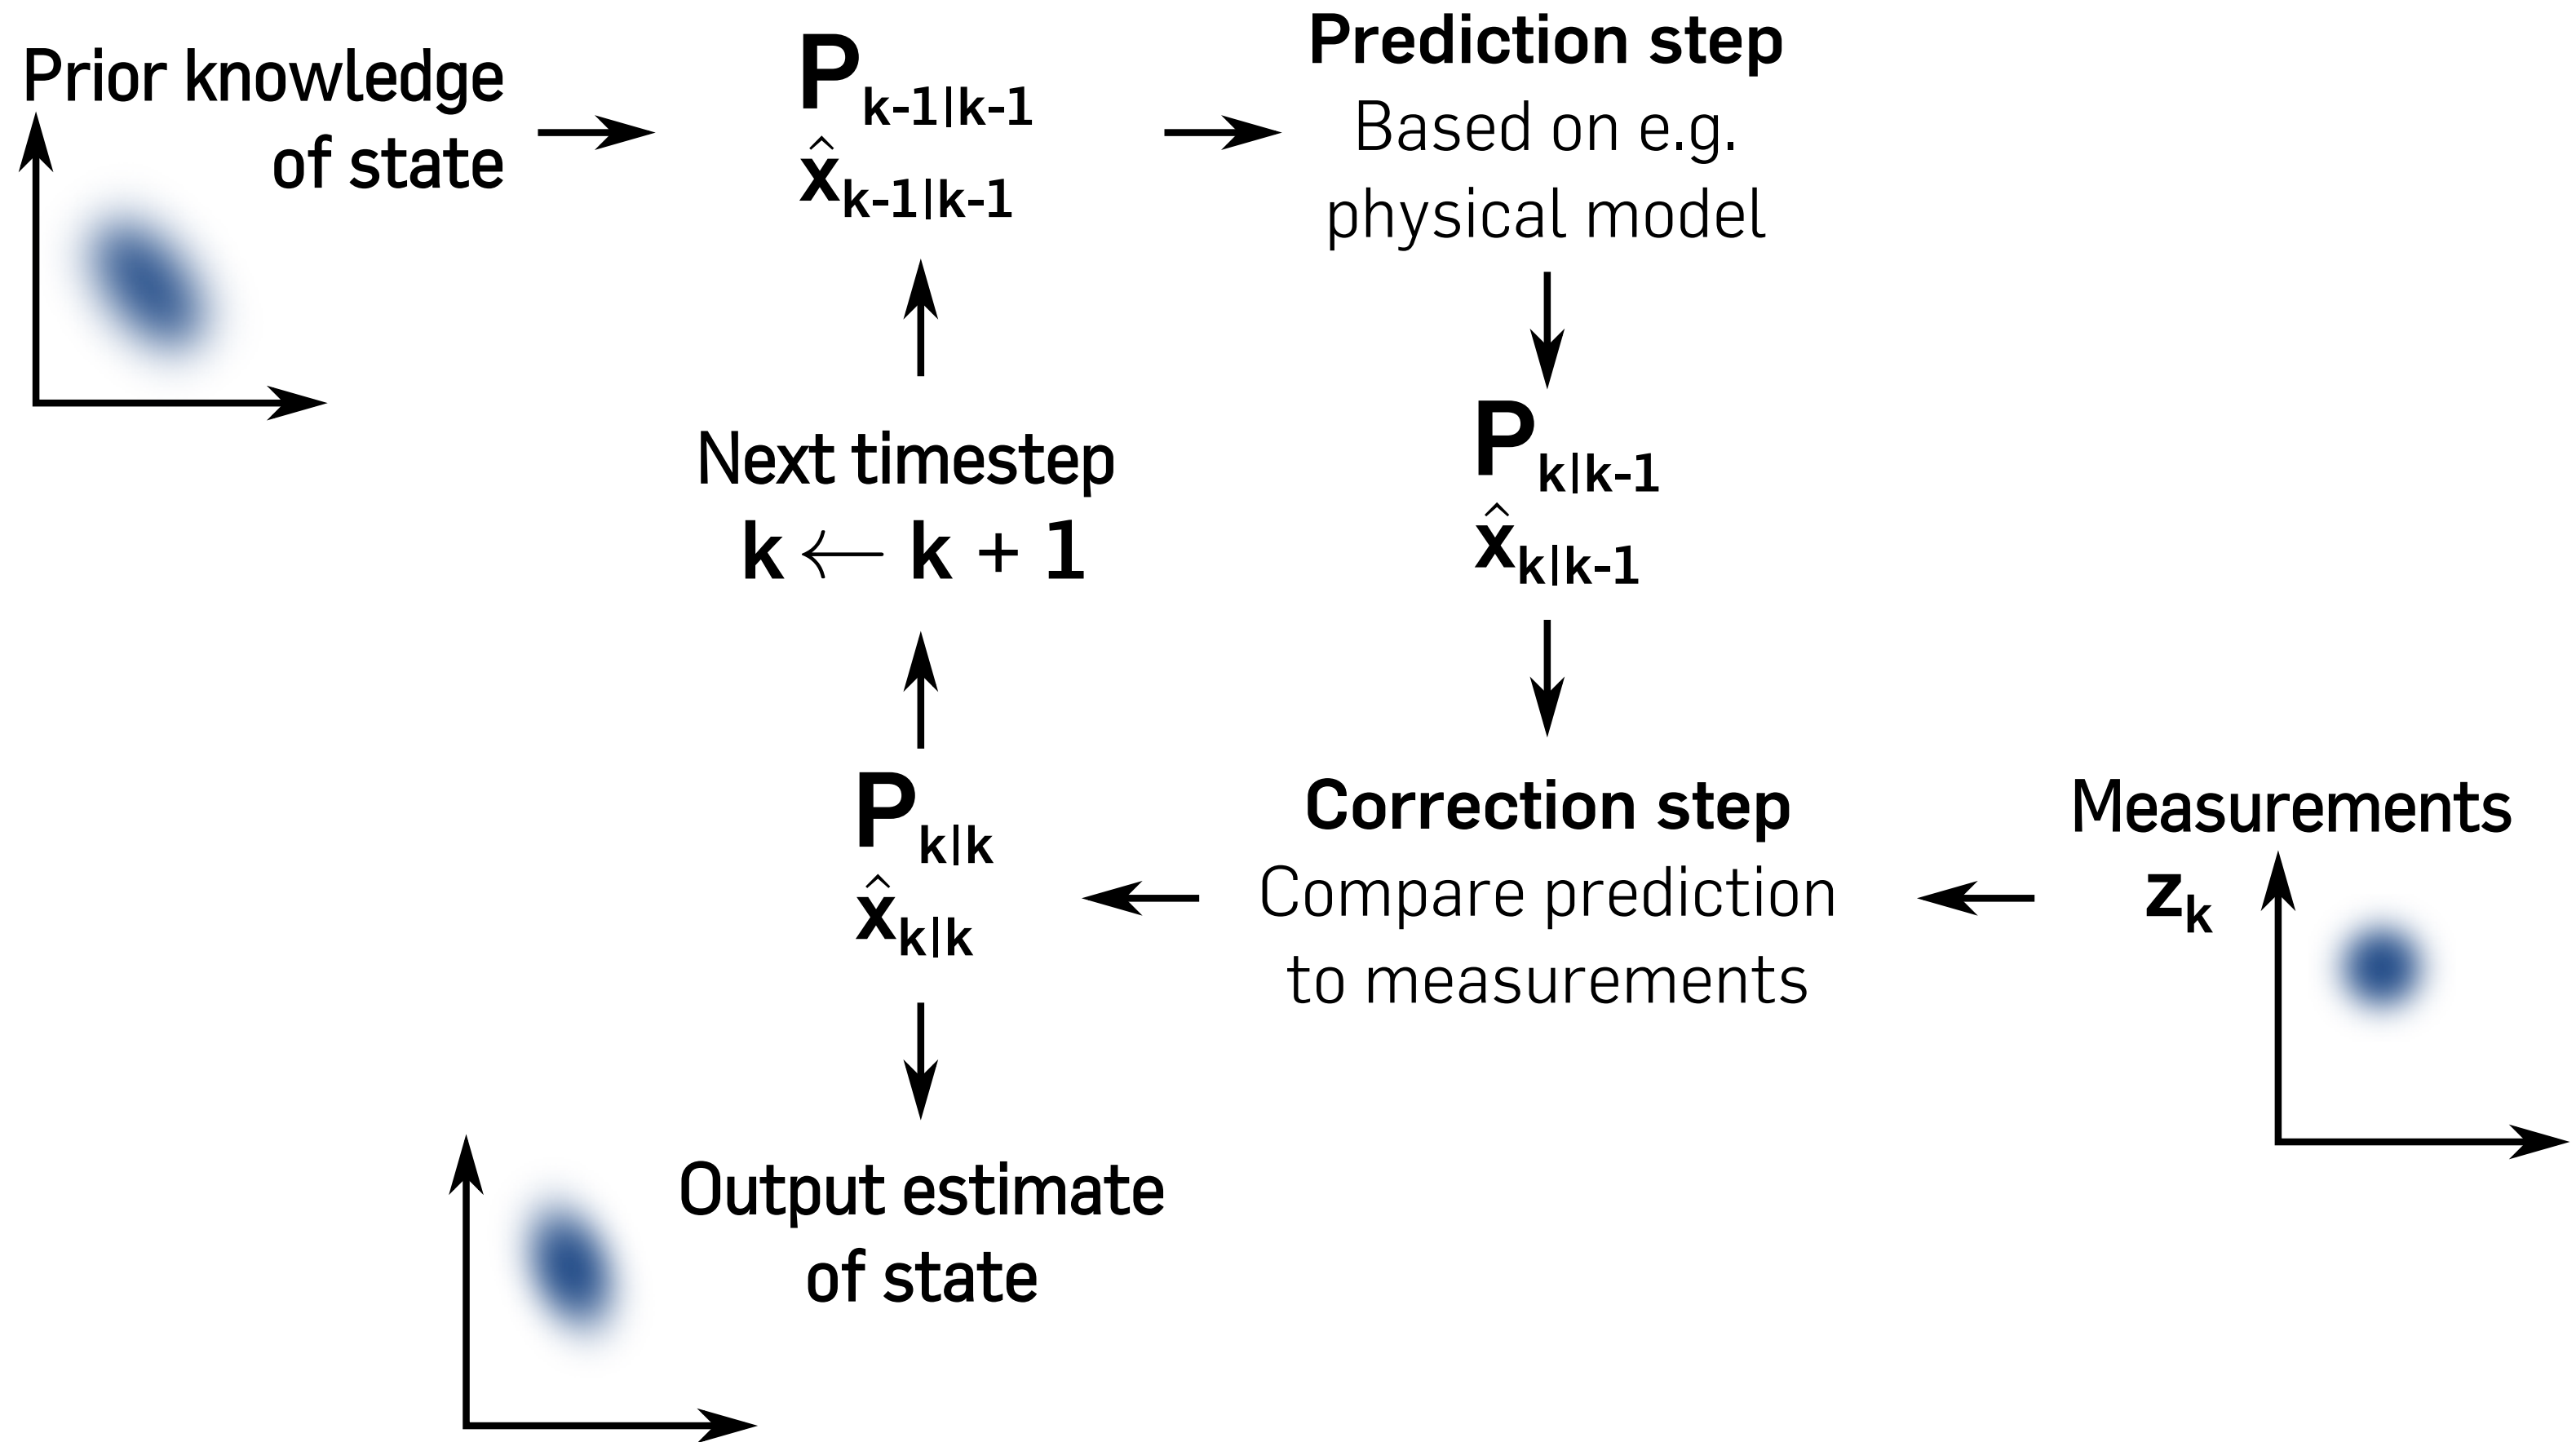 Prior knowledge
of state
P k-1|k-1
x̂ k-1|k-1
Prediction step
Based on e.g.
physical model
Next timestep
k ← k + 1
P k|k-1
x̂ k|k-1
P k|k
x̂ k|k
Correction step
Compare prediction
to measurements
Measurements
z k
Output estimate
of state